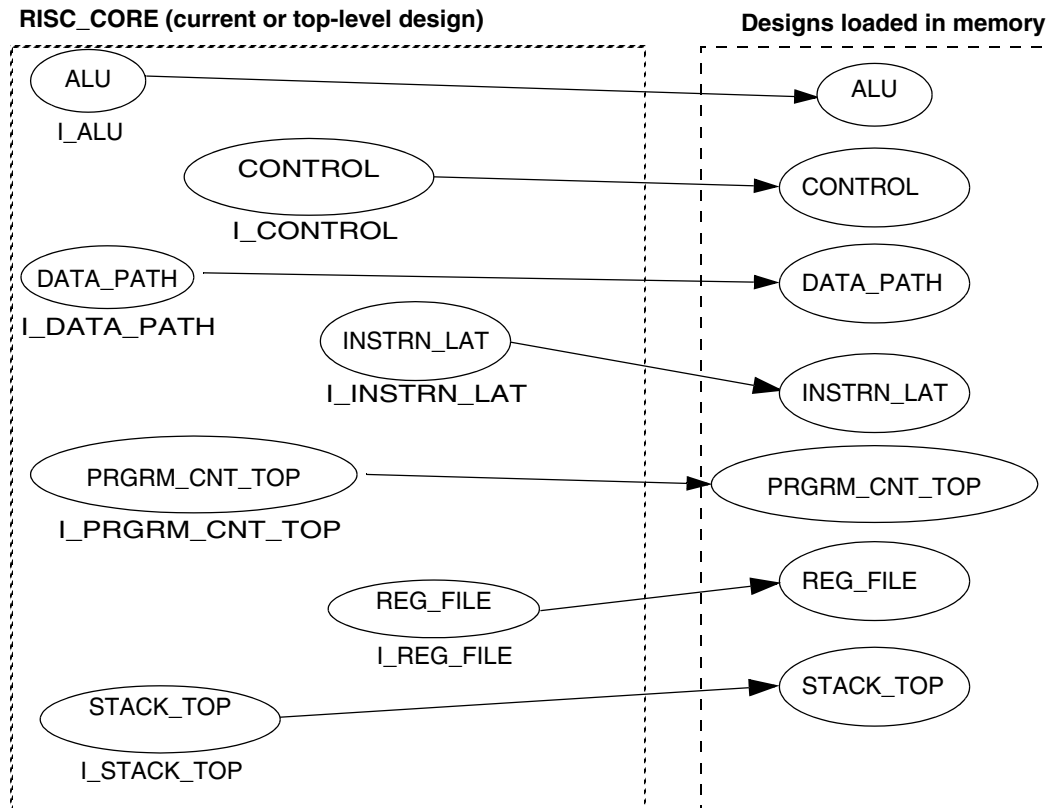 RISC_CORE (current or top-level design)
Designs loaded in memory
ALU
I_ALU
ALU
CONTROL
I_CONTROL
CONTROL
DATA_PATH
I_DATA_PATH
DATA_PATH
INSTRN_LAT
I_INSTRN_LAT
INSTRN_LAT
PRGRM_CNT_TOP
I_PRGRM_CNT_TOP
PRGRM_CNT_TOP
REG_FILE
I_REG_FILE
REG_FILE
STACK_TOP
I_STACK_TOP
STACK_TOP